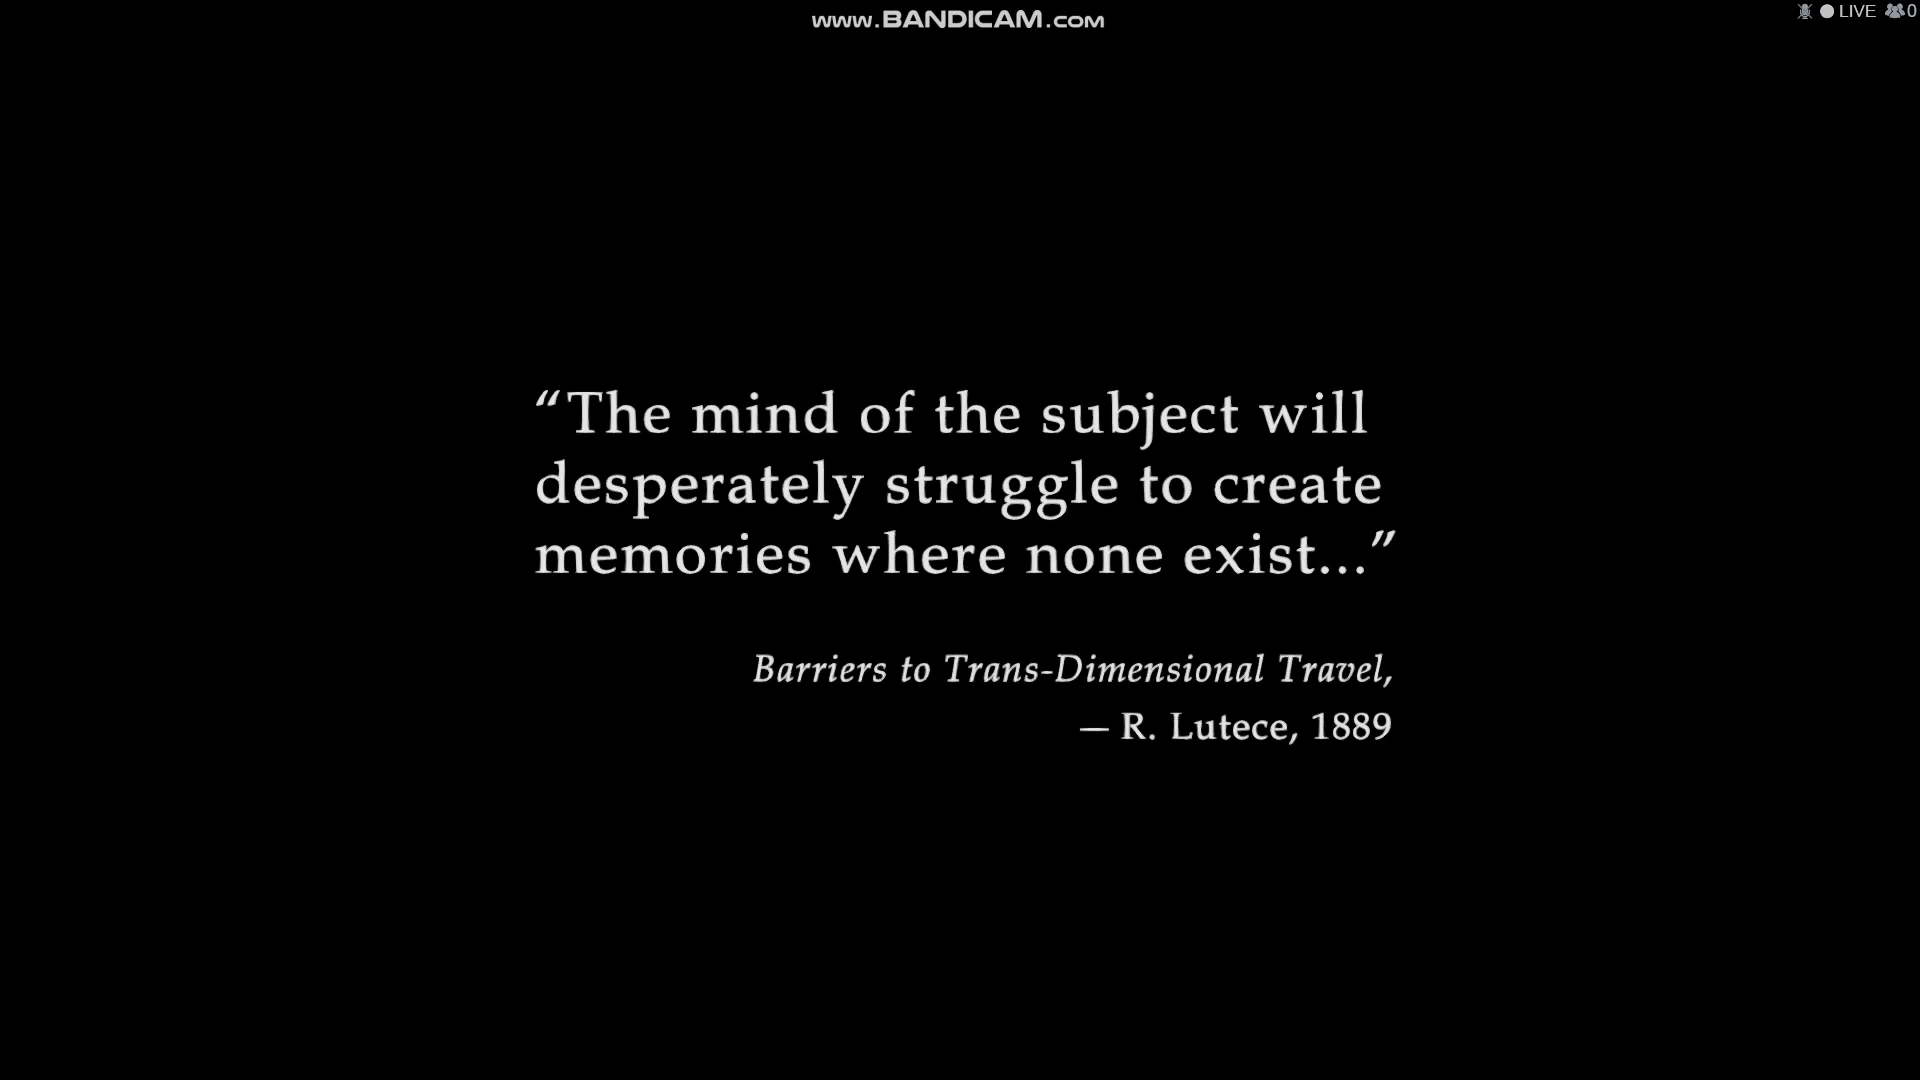 www.BANDICAM.COM
LIVE 0
“The mind of the subject will
desperately struggle to create
memories where none exist...”
Barriers to Trans-Dimensional Travel,
— R. Lutece, 1889